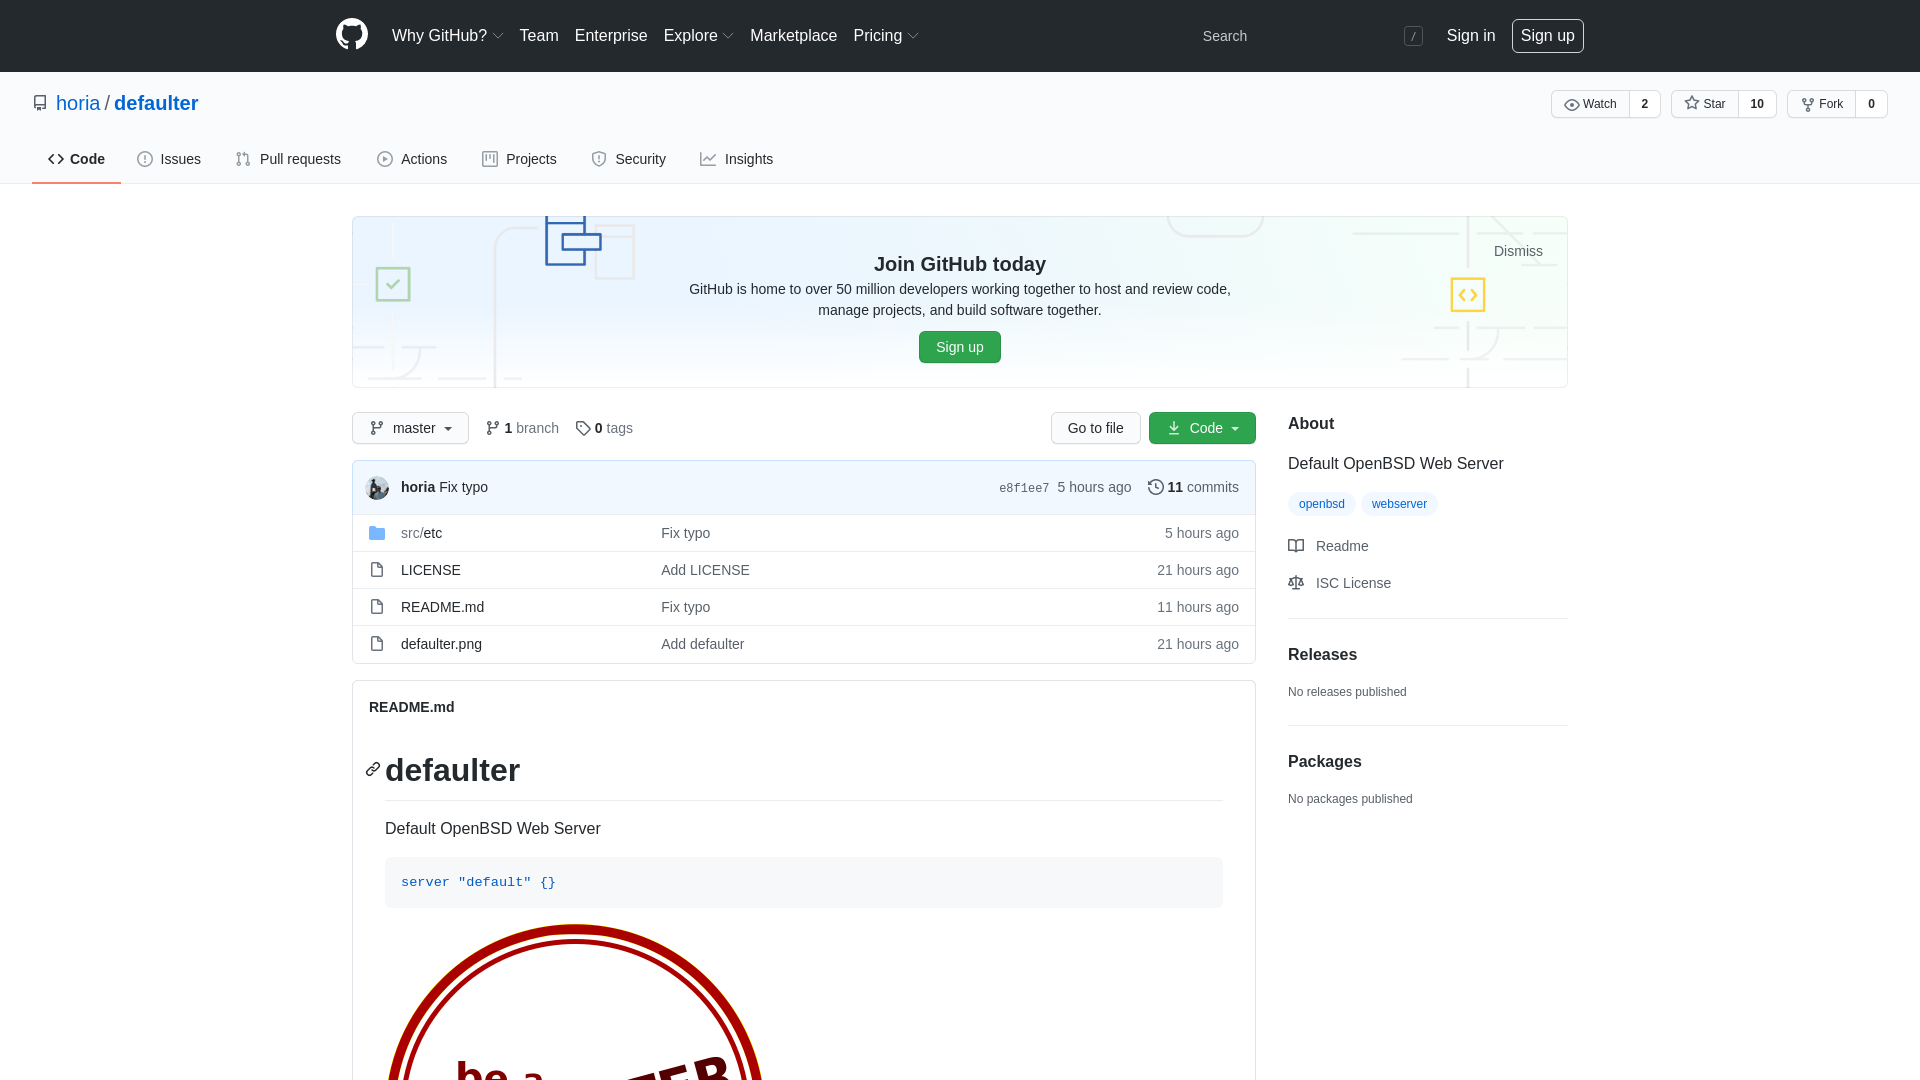 Why GitHub? Team Enterprise Explore Marketplace Pricing Search / Sign in Sign up
horia / defaulter Watch 2 Star 10 Fork 0
Code Issues Pull requests Actions Projects Security Insights
Dismiss
Join GitHub today
GitHub is home to over 50 million developers working together to host and review code,
manage projects, and build software together.
Sign up
master 1 branch 0 tags Go to file Code
horia Fix typo e8f1ee7 5 hours ago 11 commits
src/etc Fix typo 5 hours ago
LICENSE Add LICENSE 21 hours ago
README.md Fix typo 11 hours ago
defaulter.png Add defaulter 21 hours ago
README.md
defaulter
Default OpenBSD Web Server
server "default" {}
be a
About
Default OpenBSD Web Server
openbsd webserver
Readme
ISC License
Releases
No releases published
Packages
No packages published